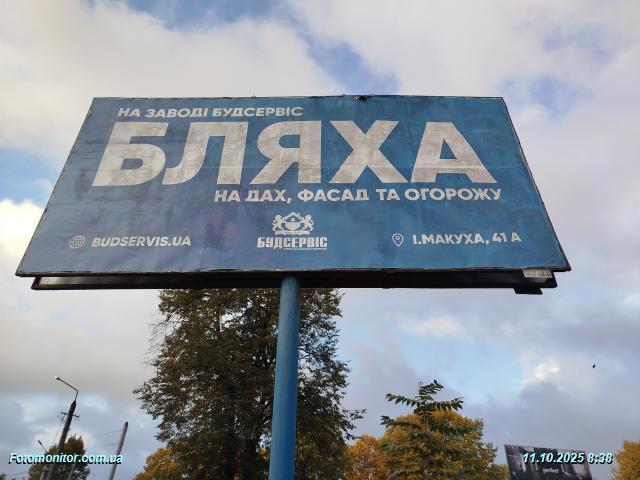 НА ЗАВОДІ БУДСЕРВІС
БЛЯХА
НА ДАХ, ФАСАД ТА ОГОРОЖУ
BUDSERVIS.UA
БУДСЕРВІС
І.МАКУХА, 41 А
Fotomonitor.com.ua
11.10.2025 8:38